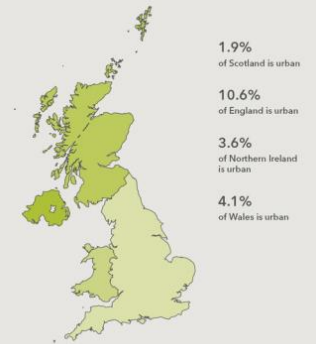 1.9%
of Scotland is urban
10.6%
of England is urban
3.6%
of Northern Ireland
is urban
4.1%
of Wales is urban